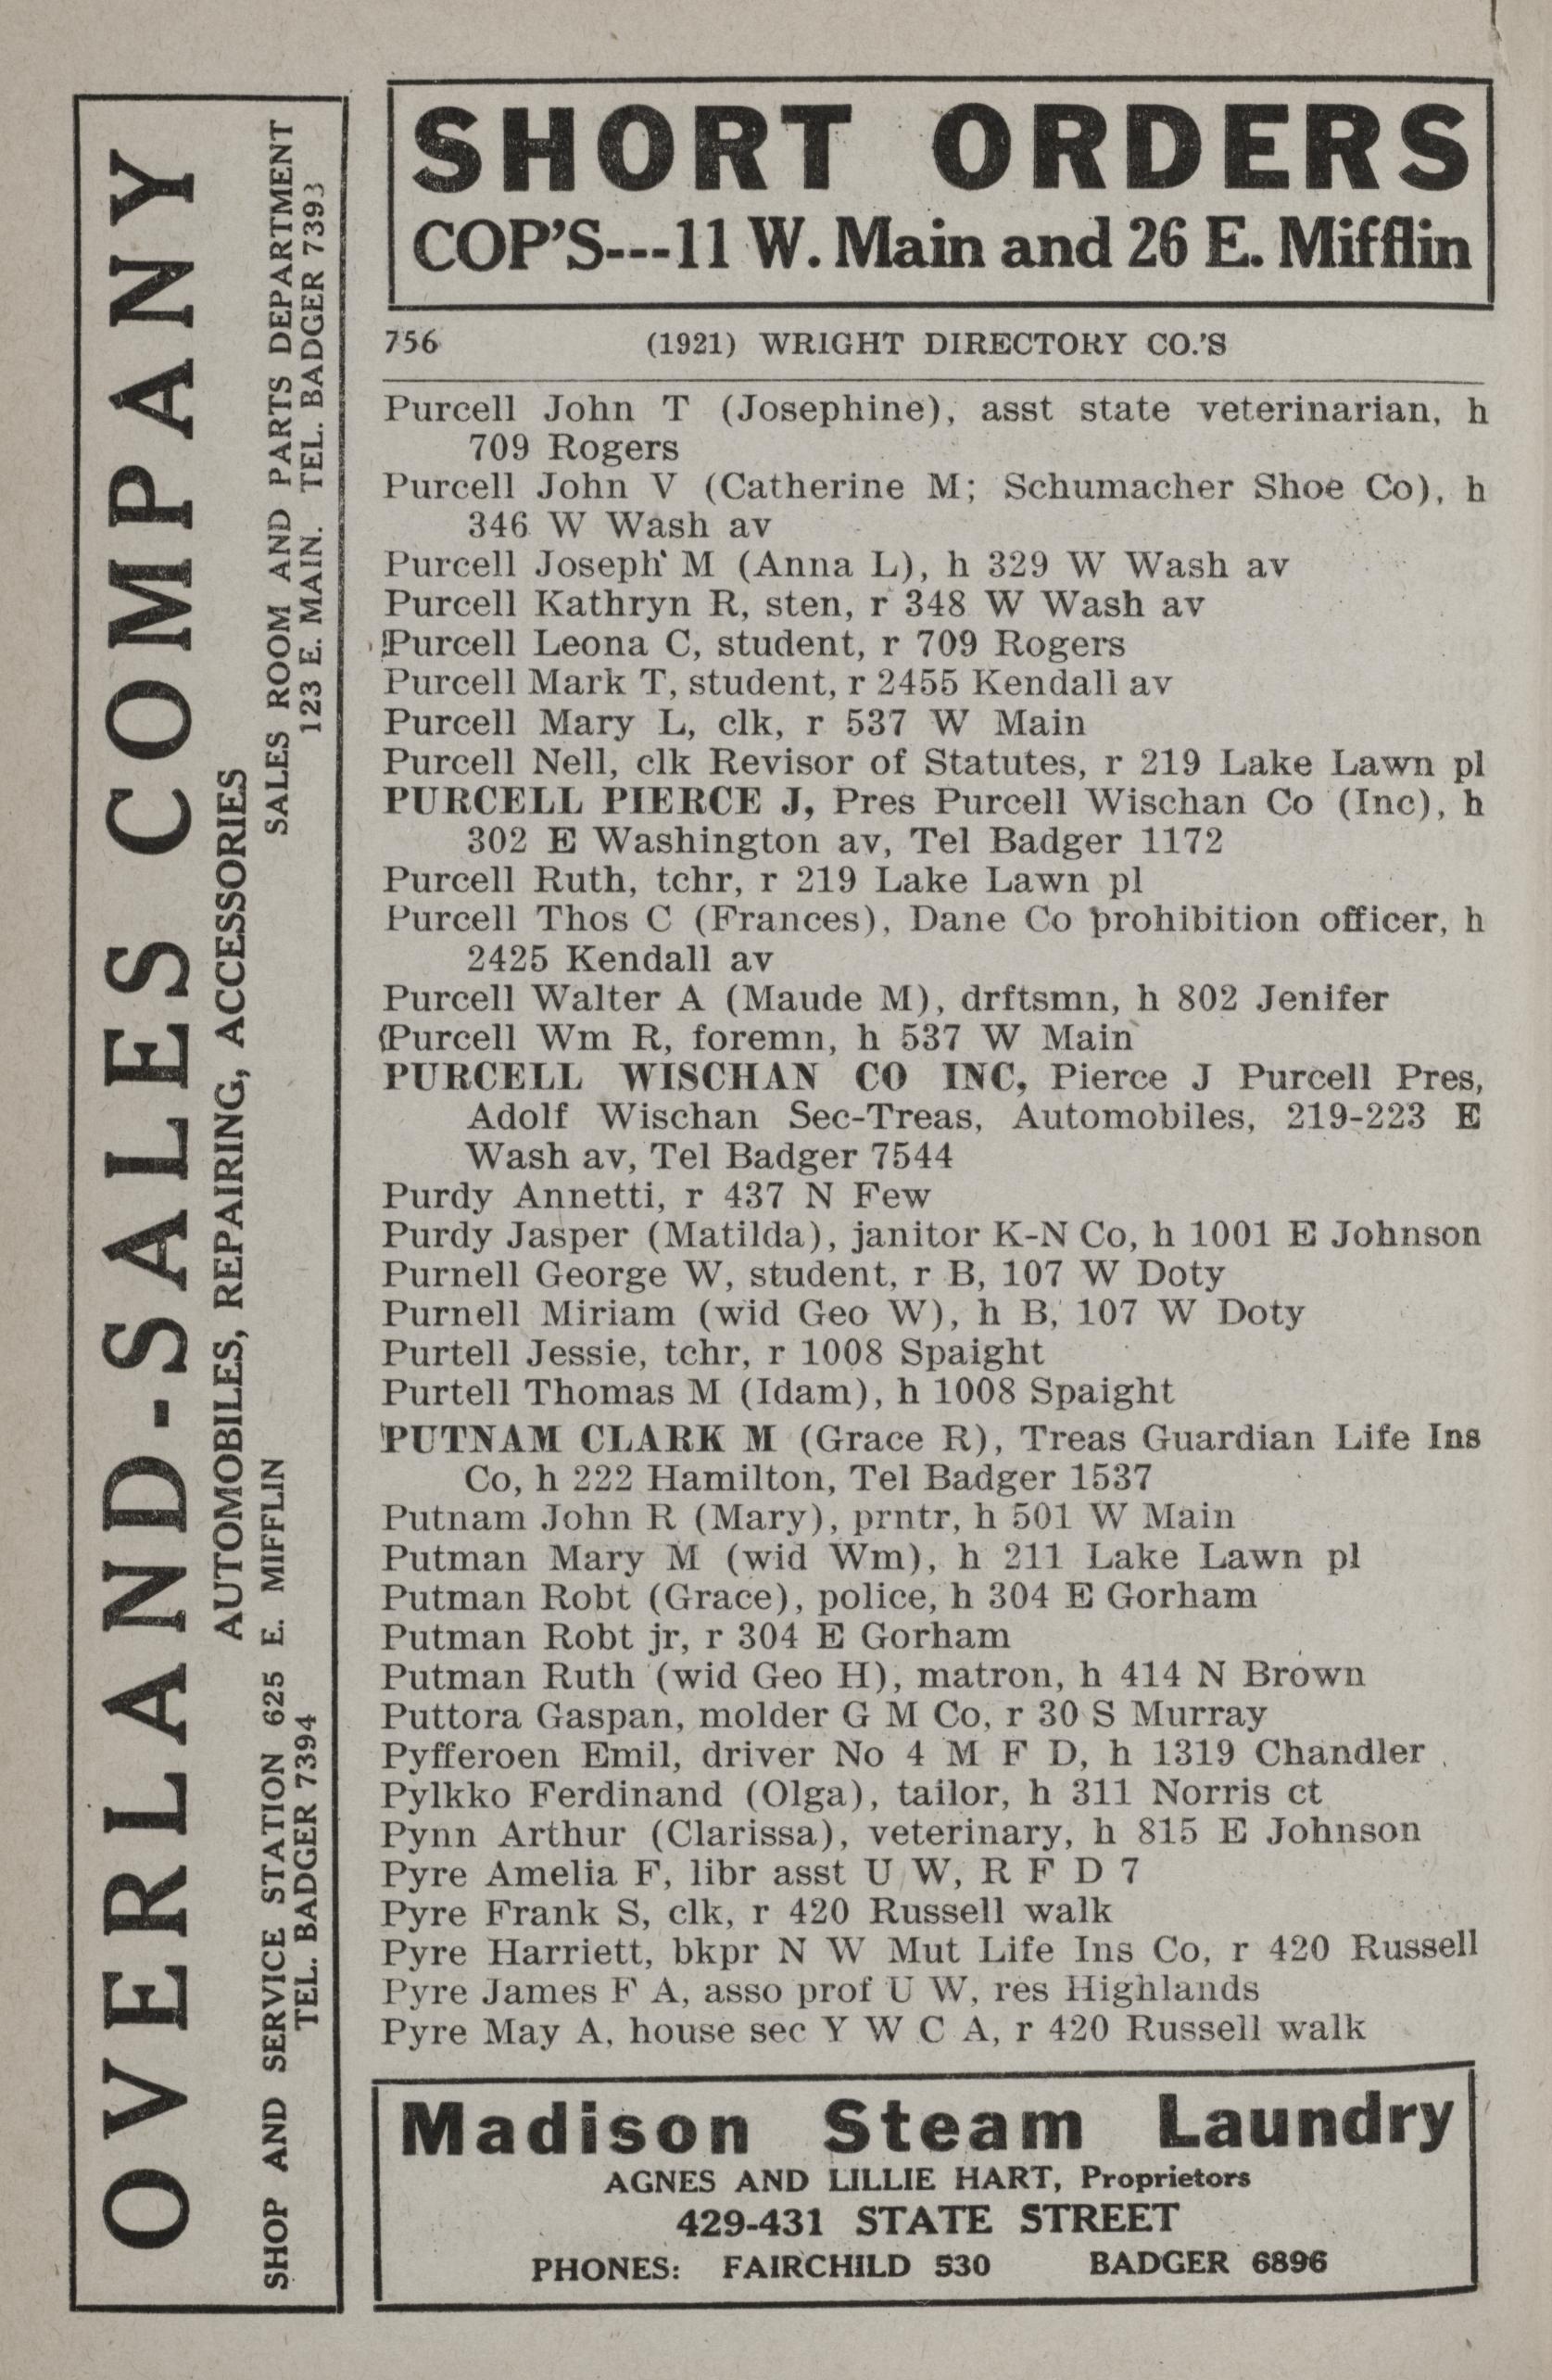 SHORT ORDERS
COP'S---11 W. Main and 26 E. Mifflin
756 (1921) WRIGHT DIRECTORY CO.'S
Purcell John T (Josephine), asst state veterinarian, h
709 Rogers
Purcell John V (Catherine M; Schumacher Shoe Co), h
346 W Wash av
Purcell Joseph M (Anna L), h 329 W Wash av
Purcell Kathryn R, sten, r 348 W Wash av
Purcell Leona C, student, r 709 Rogers
Purcell Mark T, student, r 2455 Kendall av
Purcell Mary L, clk, r 537 W Main
Purcell Nell, clk Revisor of Statutes, r 219 Lake Lawn pl
PURCELL PIERCE J, Pres Purcell Wischan Co (Inc), h
302 E Washington av, Tel Badger 1172
Purcell Ruth, tchr, r 219 Lake Lawn pl
Purcell Thos C (Frances), Dane Co prohibition officer, h
2425 Kendall av
Purcell Walter A (Maude M), drftsmn, h 802 Jenifer
Purcell Wm R, foremn, h 537 W Main
PURCELL WISCHAN CO INC, Pierce J Purcell Pres,
Adolf Wischan Sec-Treas, Automobiles, 219-223 E
Wash av, Tel Badger 7544
Purdy Annetti, r 437 N Few
Purdy Jasper (Matilda), janitor K-N Co, h 1001 E Johnson
Purnell George W, student, r B, 107 W Doty
Purnell Miriam (wid Geo W), h B, 107 W Doty
Purtell Jessie, tchr, r 1008 Spaight
Purtell Thomas M (Idam), h 1008 Spaight
PUTNAM CLARK M (Grace R), Treas Guardian Life Ins
Co, h 222 Hamilton, Tel Badger 1537
Putnam John R (Mary), prntr, h 501 W Main
Putman Mary M (wid Wm), h 211 Lake Lawn pl
Putman Robt (Grace), police, h 304 E Gorham
Putman Robt jr, r 304 E Gorham
Putman Ruth (wid Geo H), matron, h 414 N Brown
Puttora Gaspan, molder G M Co, r 30 S Murray
Pyfferoen Emil, driver No 4 M F D, h 1319 Chandler
Pylkko Ferdinand (Olga), tailor, h 311 Norris ct
Pynn Arthur (Clarissa), veterinary, h 815 E Johnson
Pyre Amelia F, libr asst U W, R F D 7
Pyre Frank S, clk, r 420 Russell walk
Pyre Harriett, bkpr N W Mut Life Ins Co, r 420 Russell
Pyre James F A, asso prof U W, res Highlands
Pyre May A, house sec Y W C A, r 420 Russell walk
Madison Steam Laundry
AGNES AND LILLIE HART, Proprietors
429-431 STATE STREET
PHONES: FAIRCHILD 530 BADGER 6896
OVERLAND-SALES COMPANY
AUTOMOBILES, REPAIRING, ACCESSORIES
SHOP AND SERVICE STATION 625 E. MIFFLIN
TEL. BADGER 7394
SALES ROOM AND PARTS DEPARTMENT
123 E. MAIN. TEL. BADGER 7393